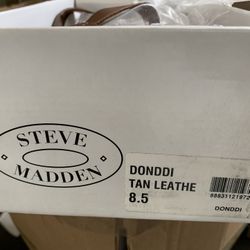 STEVE
MADDEN
DONDDI
TAN LEATHE
8.5
DONDDI